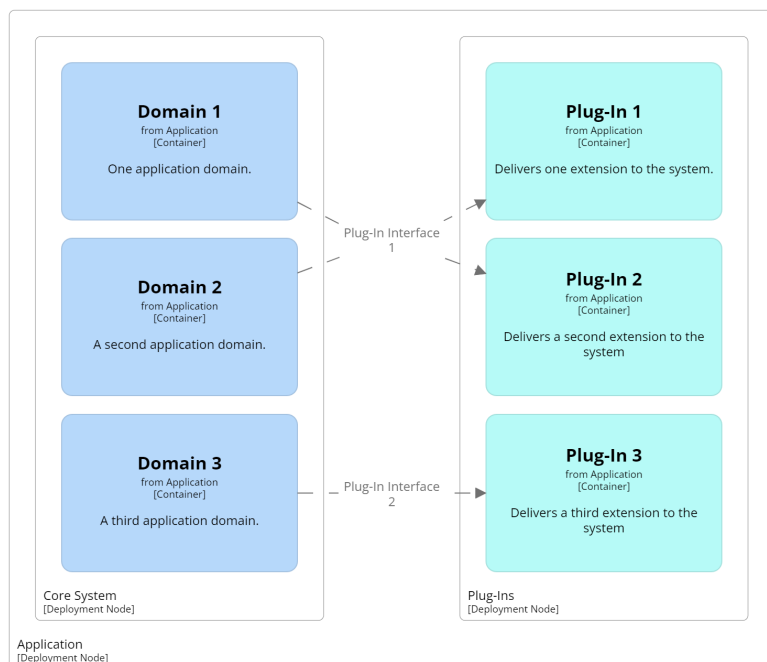 Domain 1
from Application
[Container]
One application domain.
Domain 2
from Application
[Container]
A second application domain.
Domain 3
from Application
[Container]
A third application domain.
Core System
[Deployment Node]
Plug-In Interface
1
Plug-In Interface
2
Plug-In 1
from Application
[Container]
Delivers one extension to the system.
Plug-In 2
from Application
[Container]
Delivers a second extension to the
system
Plug-In 3
from Application
[Container]
Delivers a third extension to the
system
Plug-Ins
[Deployment Node]
Application
[Deployment Node]